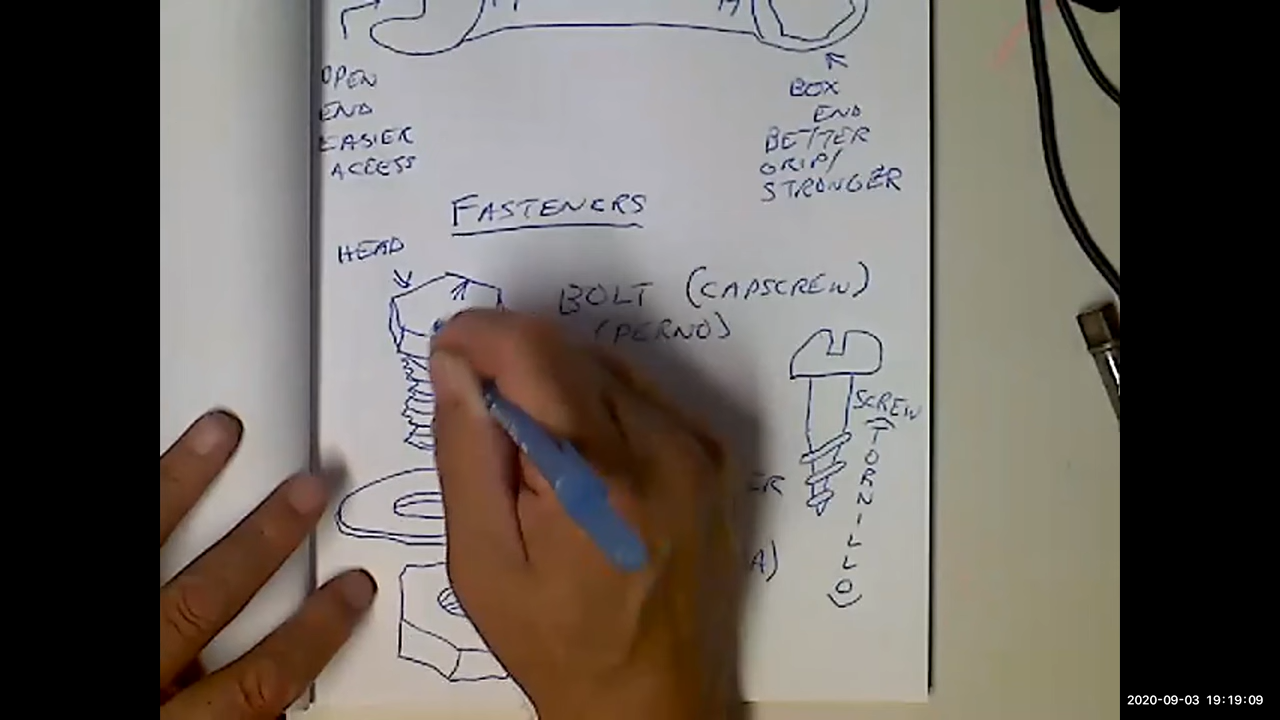 OPEN
END
EASIER
ACCESS
BOX
END
BETTER
GRIP/
STRONGER
FASTENERS
HEAD
BOLT (CAPSCREW)
(PERNO)
SCREW
(TORNILLO)
2020-09-03 19:19:09